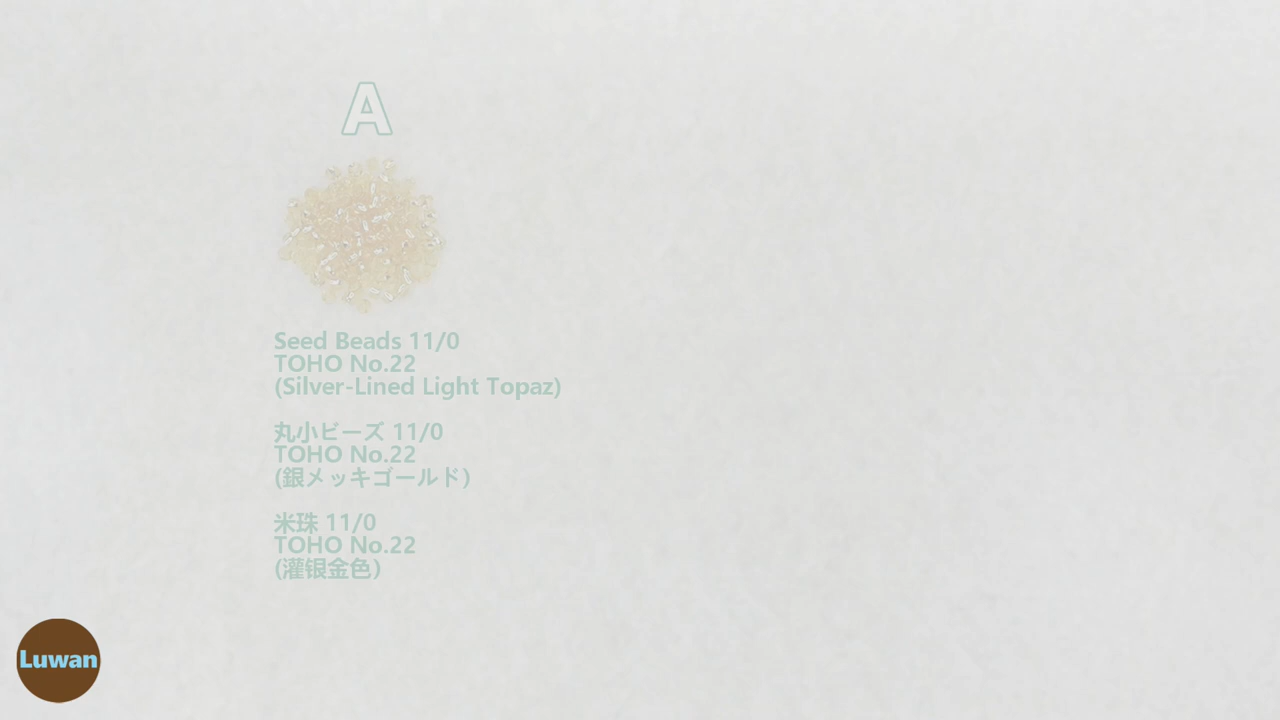 A
Seed Beads 11/0
TOHO No.22
(Silver-Lined Light Topaz)
丸小ビーズ 11/0
TOHO No.22
(銀メッキゴールド)
米珠 11/0
TOHO No.22
(灌银金色)
Luwan